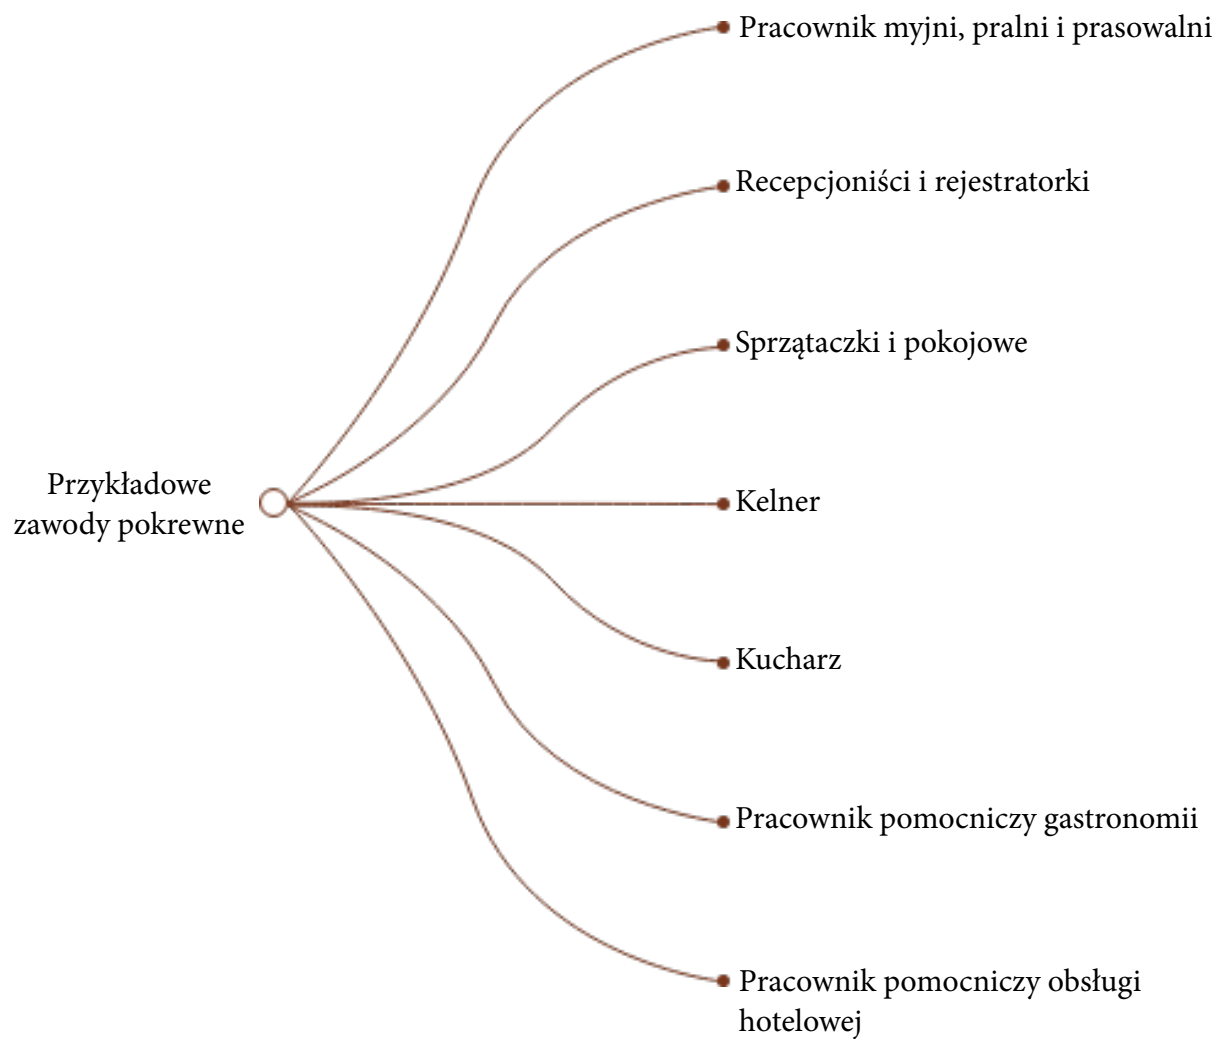 Pracownik myjni, pralni i prasowalni
Recepcjoniści i rejestratorki
Sprzątaczki i pokojowe
Przykładowe
zawody pokrewne
Kelner
Kucharz
Pracownik pomocniczy gastronomii
Pracownik pomocniczy obsługi
hotelowej